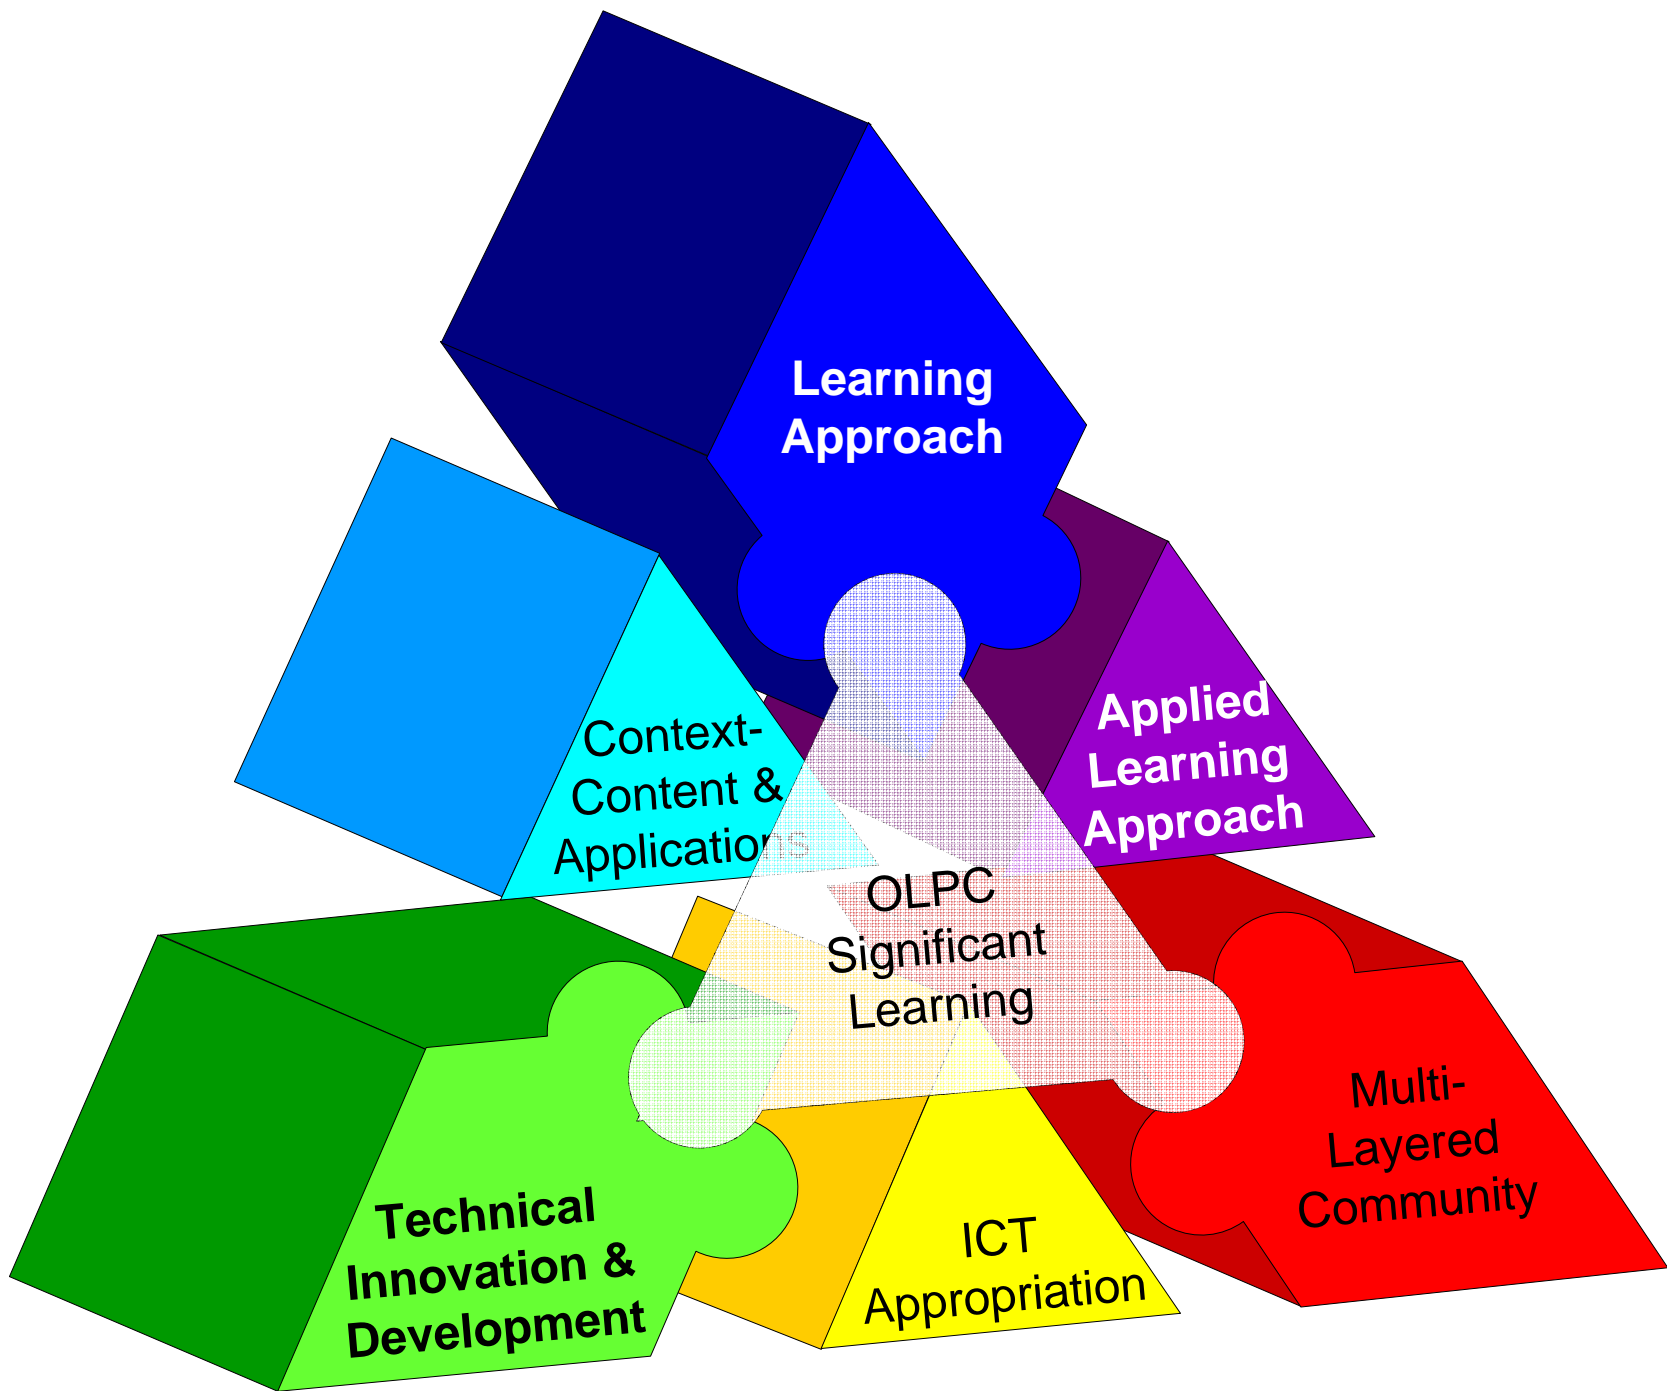 Learning
Approach
Context-
Content &
Applications
Applied
Learning
Approach
OLPC
Significant
Learning
Technical
Innovation &
Development
ICT
Appropriation
Multi-
Layered
Community